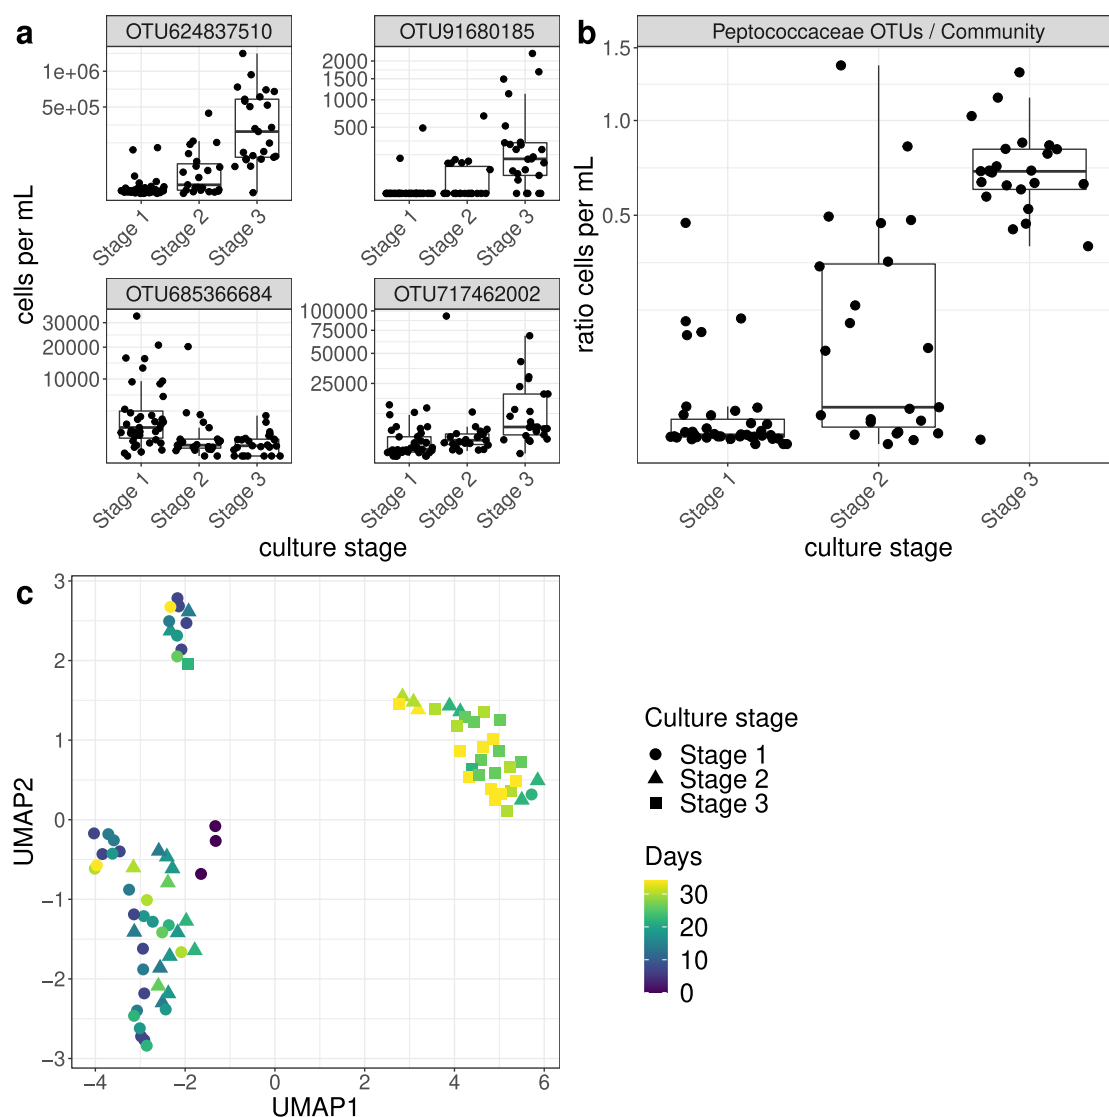 a
OTU624837510
OTU91680185
1e+06
5e+05
2000
1500
1000
500
Stage 1
Stage 2
Stage 3
Stage 1
Stage 2
Stage 3
cells per mL
OTU685366684
OTU717462002
30000
20000
10000
100000
75000
50000
25000
Stage 1
Stage 2
Stage 3
Stage 1
Stage 2
Stage 3
culture stage
b
Peptococcaceae OTUs / Community
1.5
1.0
0.5
ratio cells per mL
Stage 1
Stage 2
Stage 3
culture stage
c
3
2
1
0
−1
−2
−3
UMAP2
−4
−2
0
2
4
6
UMAP1
Culture stage
Stage 1
Stage 2
Stage 3
Days
30
20
10
0